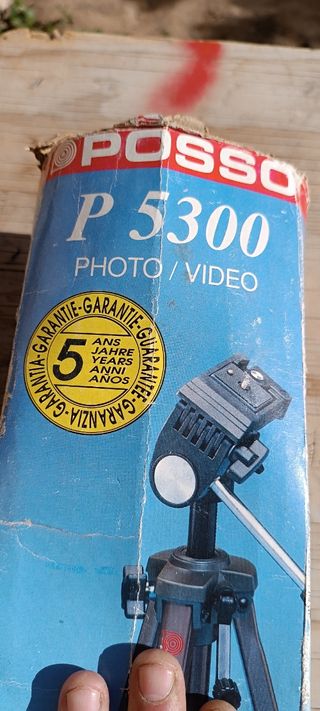 POSSO
P 5300
PHOTO / VIDEO
GARANTIE-GARANTIE-GUARANTEE-GARANZIA-GARANTIA-
5 ANS
JAHRE
YEARS
ANNI
AÑOS